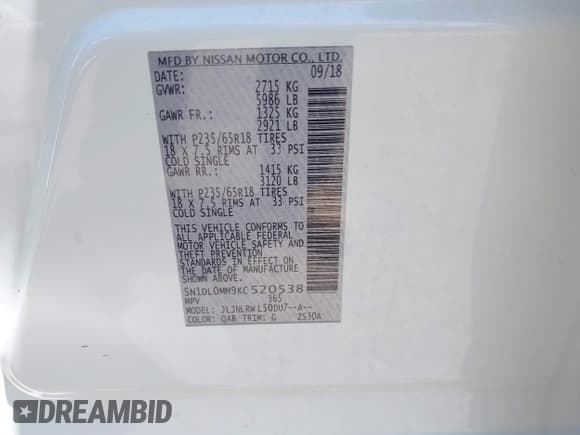 MFD BY NISSAN MOTOR CO., LTD.
DATE: 09/18
GVWR: 2715 KG
5986 LB
GAWR FR.: 1325 KG
2921 LB
WITH P235/65R18 TIRES
18 X 7.5 RIMS AT 33 PSI
COLD SINGLE
GAWR RR.: 1415 KG
3120 LB
WITH P235/65R18 TIRES
18 X 7.5 RIMS AT 33 PSI
COLD SINGLE
THIS VEHICLE CONFORMS TO
ALL APPLICABLE FEDERAL
MOTOR VEHICLE SAFETY AND
THEFT PREVENTION
STANDARDS IN EFFECT ON
THE DATE OF MANUFACTURE
SHOWN ABOVE.
5N1DL0MM9KC520538
MPV 365
MODEL: JLJNLRWL50DU7--A--
COLOR: QAB TRIM: G ZS30A
DREAMBID